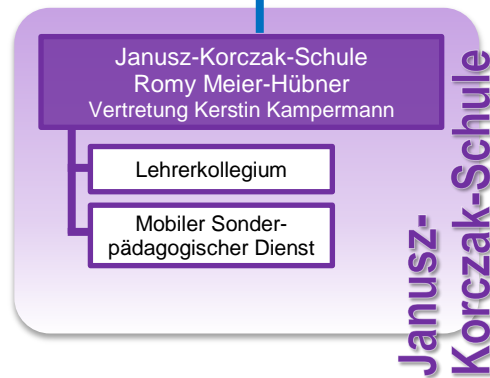 Janusz-Korczak-Schule
Romy Meier-Hübner
Vertretung Kerstin Kampermann
Lehrerkollegium
Mobiler Sonder-
pädagogischer Dienst
Janusz-
Korczak-Schule